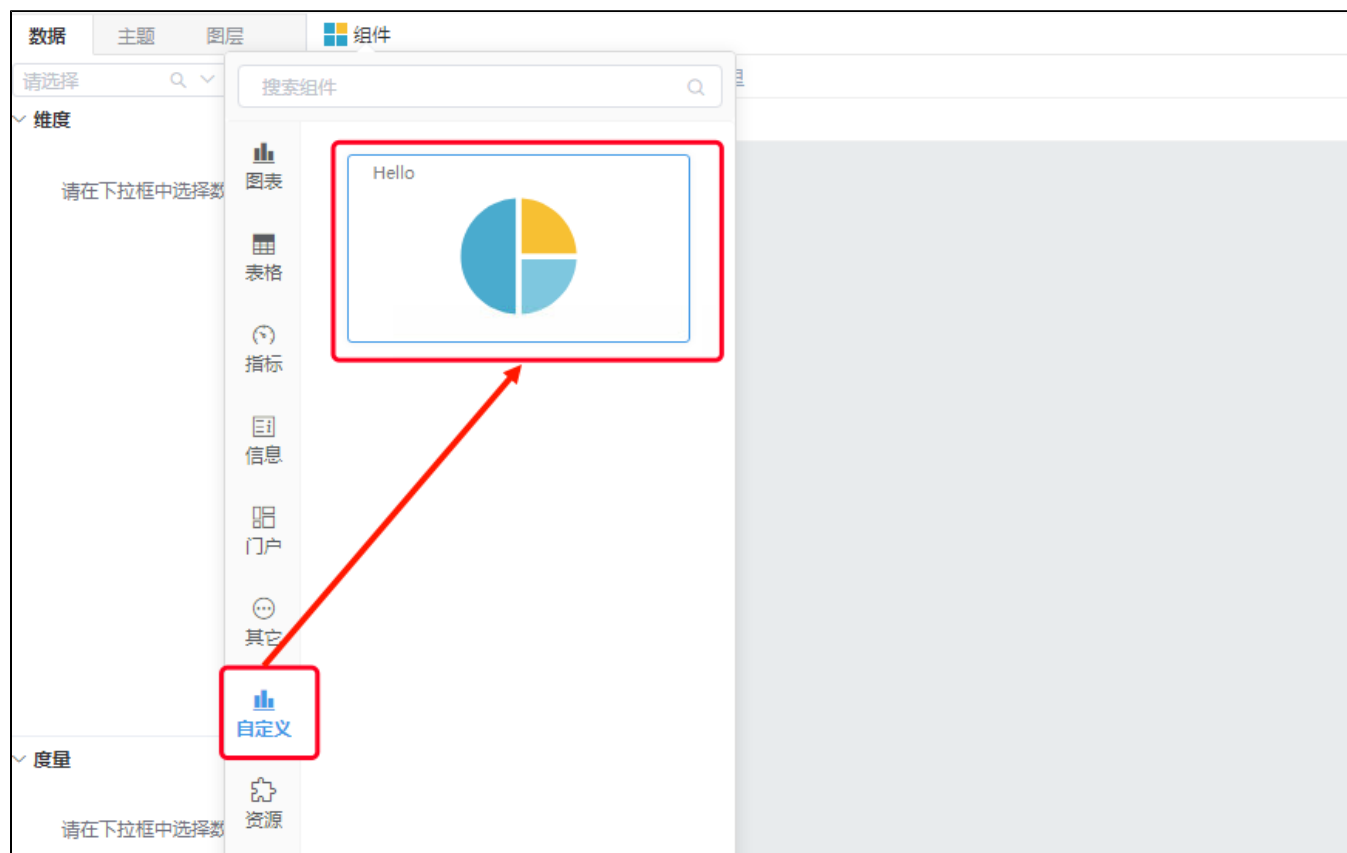 数据 主题 图层 组件
请选择
搜索组件
维度
请在下拉框中选择数
图表
Hello
表格
指标
信息
门户
其它
自定义
度量
请在下拉框中选择数
资源